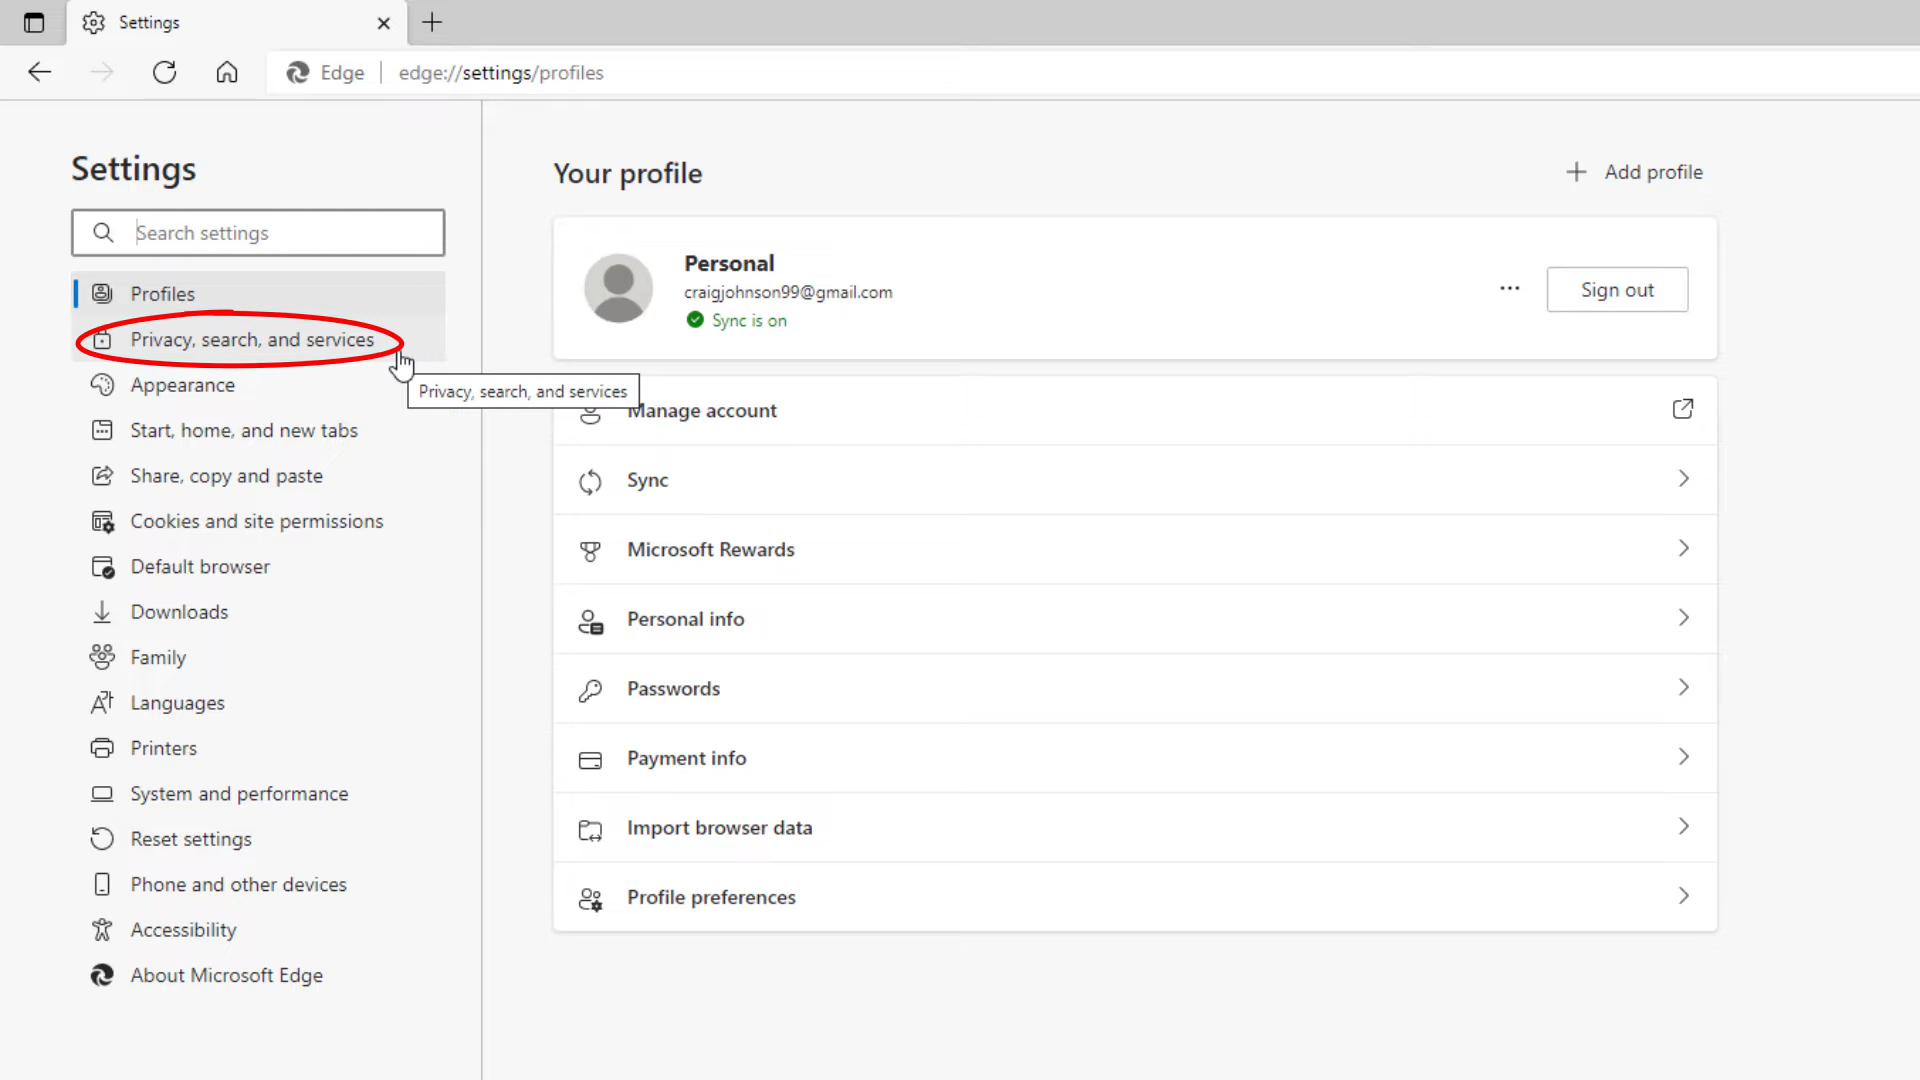 Settings
Edge
edge://settings/profiles
Settings
Search settings
Profiles
Privacy, search, and services
Appearance
Start, home, and new tabs
Share, copy and paste
Cookies and site permissions
Default browser
Downloads
Family
Languages
Printers
System and performance
Reset settings
Phone and other devices
Accessibility
About Microsoft Edge
Privacy, search, and services
Your profile
Add profile
Personal
craigjohnson99@gmail.com
Sync is on
Sign out
Manage account
Sync
Microsoft Rewards
Personal info
Passwords
Payment info
Import browser data
Profile preferences